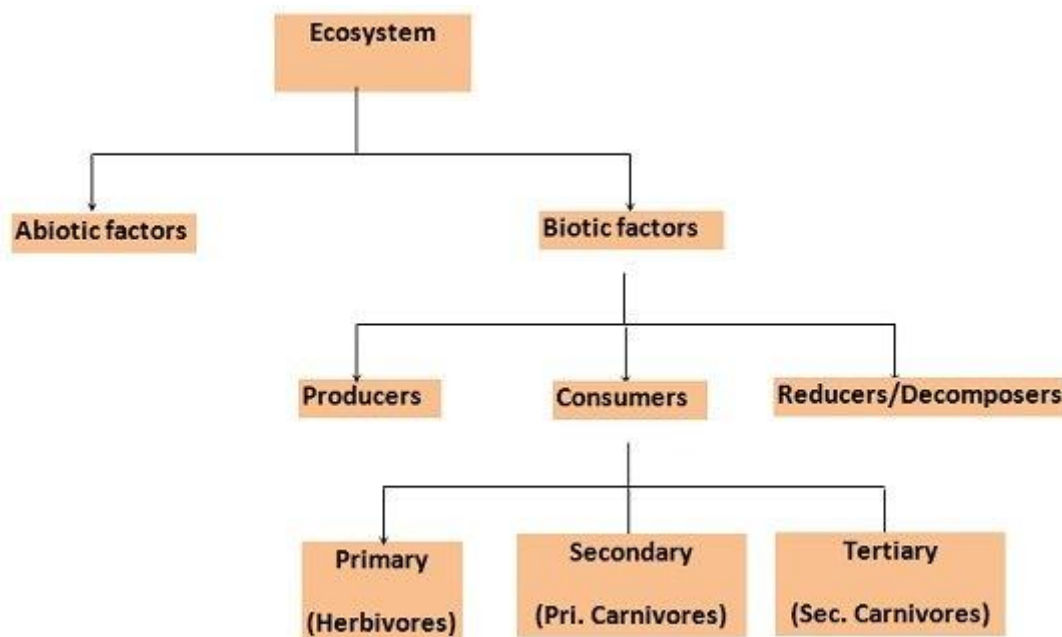 Ecosystem
Abiotic factors
Biotic factors
Producers
Consumers
Reducers/Decomposers
Primary
(Herbivores)
Secondary
(Pri. Carnivores)
Tertiary
(Sec. Carnivores)